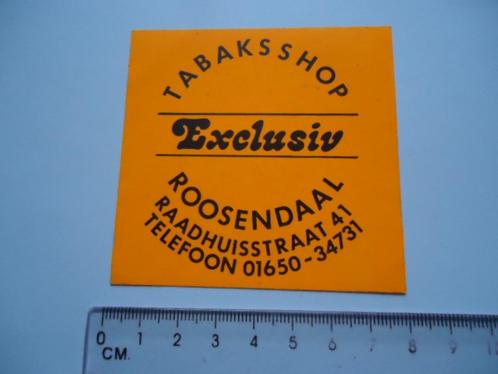 TABAKSSHOP
Exclusiv
ROOSENDAAL
RAADHUISSTRAAT 41
TELEFOON 01650-34731
0 1 2 3 4 5 6 7 8 9 10
CM.